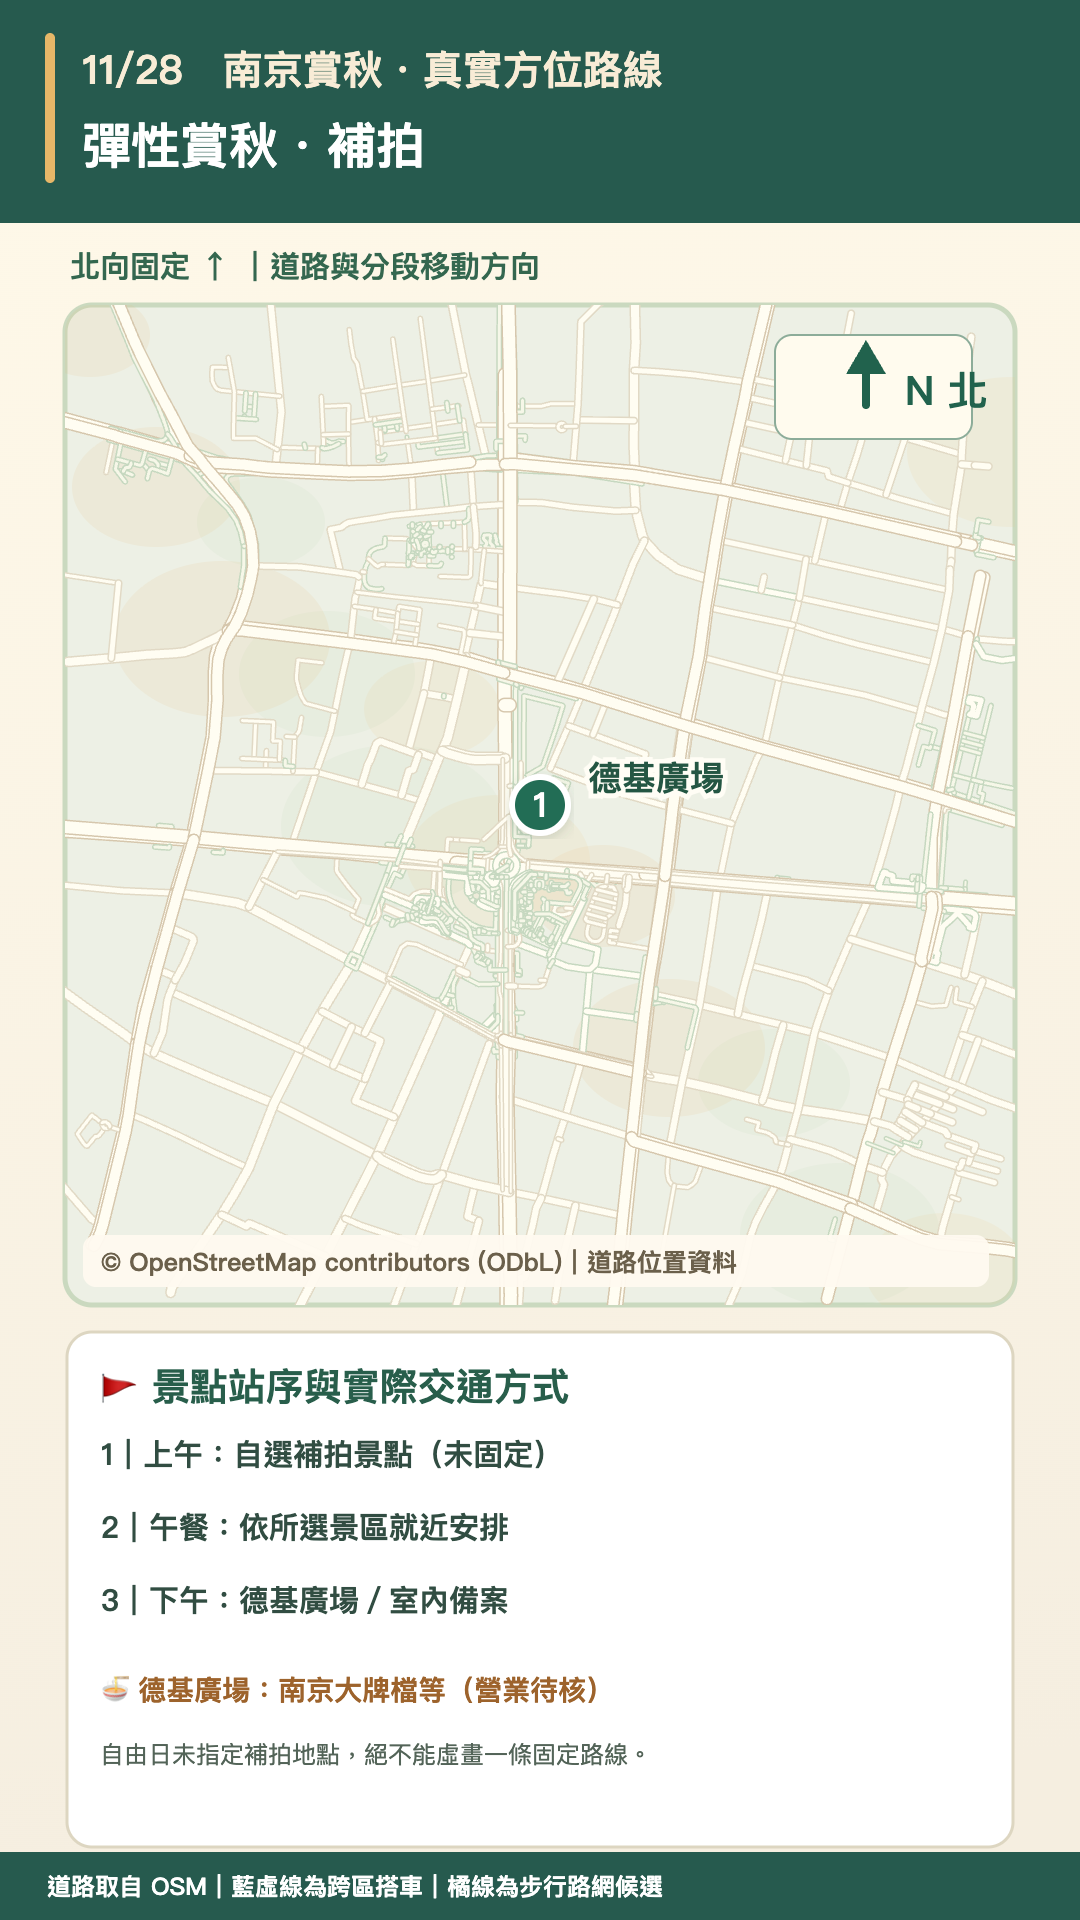 11/28 南京賞秋·真實方位路線
彈性賞秋·補拍
北向固定 ↑ |道路與分段移動方向
N 北
德基廣場
1
© OpenStreetMap contributors (ODbL)|道路位置資料
景點站序與實際交通方式
1|上午:自選補拍景點(未固定)
2|午餐:依所選景區就近安排
3|下午:德基廣場 / 室內備案
德基廣場:南京大牌檔等(營業待核)
自由日未指定補拍地點,絕不能虛畫一條固定路線。
道路取自 OSM|藍虛線為跨區搭車|橘線為步行路網候選